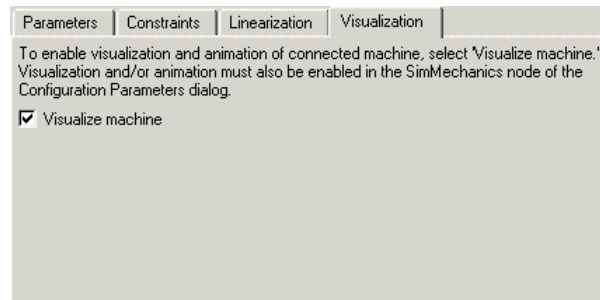 Parameters Constraints Linearization Visualization
To enable visualization and animation of connected machine, select 'Visualize machine.'
Visualization and/or animation must also be enabled in the SimMechanics node of the
Configuration Parameters dialog.
Visualize machine